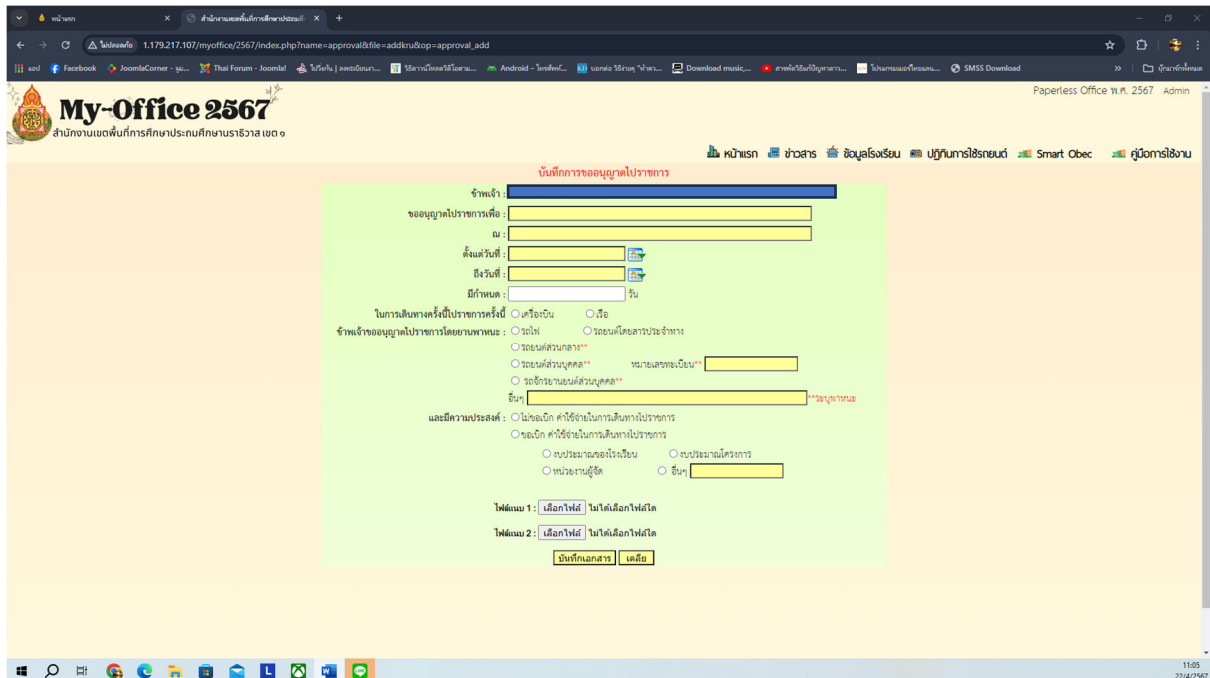 หน้าแรก
สำนักงานเขตพื้นที่การศึกษาประถมศึ
ไม่ปลอดภัย 1.179.217.107/myoffice/2567/index.php?name=approval&file=addkru&op=approval_add
แอป Facebook JoomlaCorner - Thai Forum - Joomla! Android – โทรศัพท์... Download music,... SMSS Download » บุ๊กมาร์กทั้งหมด
Paperless Office พ.ศ. 2567 Admin
My-Office 2567
สำนักงานเขตพื้นที่การศึกษาประถมศึกษานราธิวาส เขต ๑
หน้าแรก ข่าวสาร ข้อมูลโรงเรียน ปฏิทินการใช้รถยนต์ Smart Obec คู่มือการใช้งาน
บันทึกการขออนุญาตไปราชการ
ข้าพเจ้า :
ขออนุญาตไปราชการเพื่อ :
ณ :
ตั้งแต่วันที่ :
ถึงวันที่ :
มีกำหนด : วัน
ในการเดินทางครั้งนี้ไปราชการครั้งนี้ เครื่องบิน เรือ
ข้าพเจ้าขออนุญาตไปราชการโดยยานพาหนะ : รถไฟ รถยนต์โดยสารประจำทาง
รถยนต์ส่วนกลาง**
รถยนต์ส่วนบุคคล** หมายเลขทะเบียน**
รถจักรยานยนต์ส่วนบุคคล**
อื่นๆ **ระบุพาหนะ
และมีความประสงค์ : ไม่ขอเบิก ค่าใช้จ่ายในการเดินทางไปราชการ
ขอเบิก ค่าใช้จ่ายในการเดินทางไปราชการ
งบประมาณของโรงเรียน งบประมาณโครงการ
หน่วยงานผู้จัด อื่นๆ
ไฟล์แนบ 1 : เลือกไฟล์ ไม่ได้เลือกไฟล์ใด
ไฟล์แนบ 2 : เลือกไฟล์ ไม่ได้เลือกไฟล์ใด
บันทึกเอกสาร เคลีย
11:05
22/4/2567